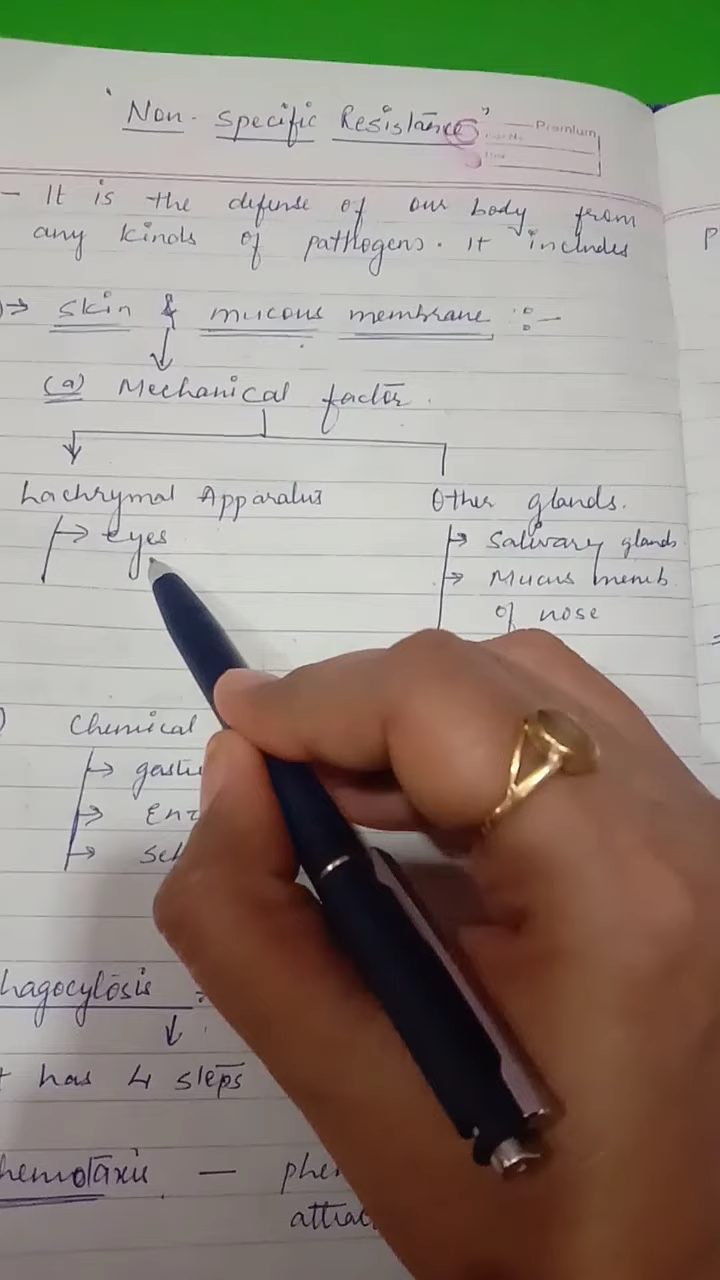 ' Non - Specific Resistance "
Premium
- It is the defense of our body from
any kinds of pathogens. It includes
→ Skin & mucous membrane ::-
(a) Mechanical factor.
Lachrymal Apparatus
→ eyes
Other glands.
→ Salivary glands
→ Mucus memb.
of nose
Chemical
hagocytosis
t has 4 steps
hemotaxis —